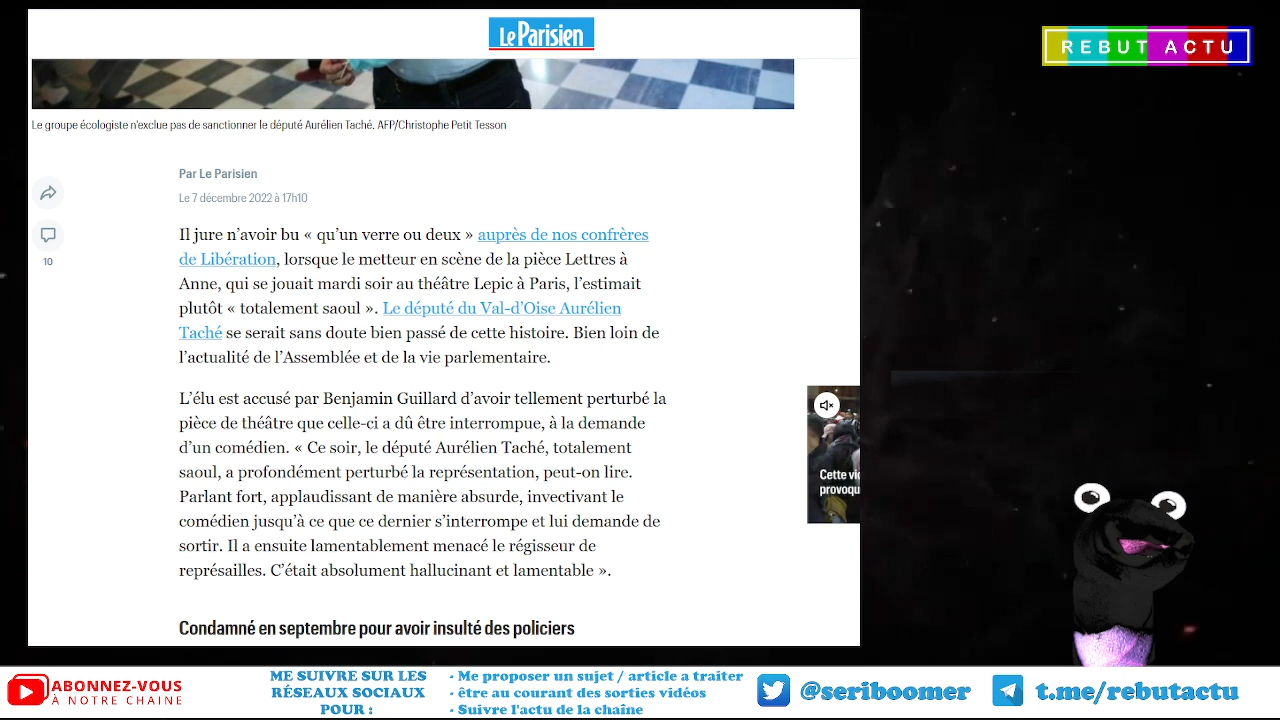 Le Parisien
REBUT ACTU
Le groupe écologiste n'exclue pas de sanctionner le député Aurélien Taché. AFP/Christophe Petit Tesson
Par Le Parisien
Le 7 décembre 2022 à 17h10
10
Il jure n'avoir bu « qu'un verre ou deux » auprès de nos confrères
de Libération, lorsque le metteur en scène de la pièce Lettres à
Anne, qui se jouait mardi soir au théâtre Lepic à Paris, l'estimait
plutôt « totalement saoul ». Le député du Val-d'Oise Aurélien
Taché se serait sans doute bien passé de cette histoire. Bien loin de
l'actualité de l'Assemblée et de la vie parlementaire.
L'élu est accusé par Benjamin Guillard d'avoir tellement perturbé la
pièce de théâtre que celle-ci a dû être interrompue, à la demande
d'un comédien. « Ce soir, le député Aurélien Taché, totalement
saoul, a profondément perturbé la représentation, peut-on lire.
Parlant fort, applaudissant de manière absurde, invectivant le
comédien jusqu'à ce que ce dernier s'interrompe et lui demande de
sortir. Il a ensuite lamentablement menacé le régisseur de
représailles. C'était absolument hallucinant et lamentable ».
Cette vi
provoqu
Condamné en septembre pour avoir insulté des policiers
ABONNEZ-VOUS
À NOTRE CHAINE
ME SUIVRE SUR LES
RÉSEAUX SOCIAUX
POUR :
- Me proposer un sujet / article a traiter
- être au courant des sorties vidéos
- Suivre l'actu de la chaîne
@seriboomer
t.me/rebutactu